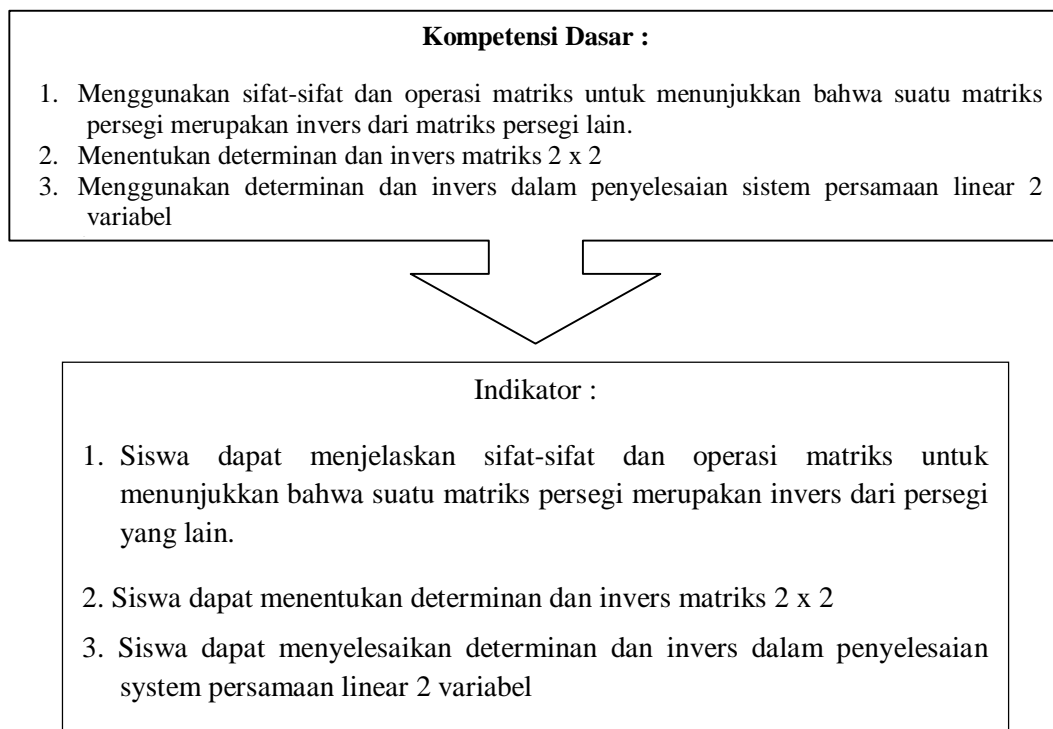 Kompetensi Dasar :
1. Menggunakan sifat-sifat dan operasi matriks untuk menunjukkan bahwa suatu matriks
persegi merupakan invers dari matriks persegi lain.
2. Menentukan determinan dan invers matriks 2 x 2
3. Menggunakan determinan dan invers dalam penyelesaian sistem persamaan linear 2
variabel
Indikator :
1. Siswa dapat menjelaskan sifat-sifat dan operasi matriks untuk
menunjukkan bahwa suatu matriks persegi merupakan invers dari persegi
yang lain.
2. Siswa dapat menentukan determinan dan invers matriks 2 x 2
3. Siswa dapat menyelesaikan determinan dan invers dalam penyelesaian
system persamaan linear 2 variabel